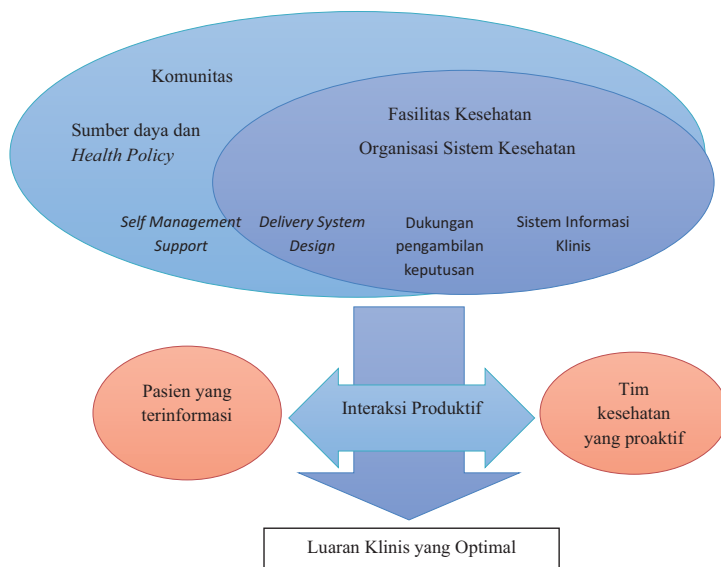 Komunitas
Sumber daya dan
Health Policy
Fasilitas Kesehatan
Organisasi Sistem Kesehatan
Self Management
Support
Delivery System
Design
Dukungan
pengambilan
keputusan
Sistem Informasi
Klinis
Pasien yang
terinformasi
Interaksi Produktif
Tim
kesehatan
yang proaktif
Luaran Klinis yang Optimal